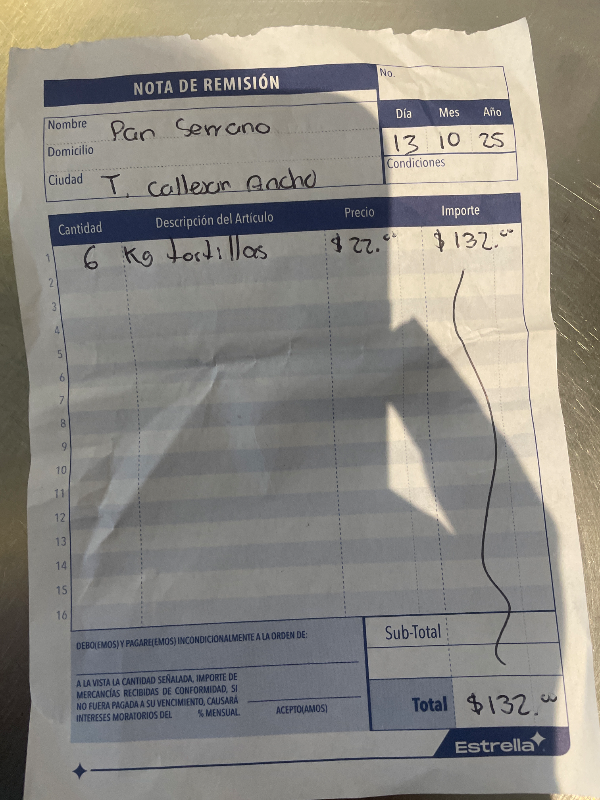 NOTA DE REMISIÓN
No.
Nombre Pan Serrano
Domicilio
Ciudad T. Callejon Ancho
Día Mes Año
13 10 25
Condiciones
Cantidad Descripción del Artículo Precio Importe
1 6 Kg tortillas $22.00 $132.00
2
3
4
5
6
7
8
9
10
11
12
13
14
15
16
DEBO(EMOS) Y PAGARE(EMOS) INCONDICIONALMENTE A LA ORDEN DE:
A LA VISTA LA CANTIDAD SEÑALADA, IMPORTE DE
MERCANCÍAS RECIBIDAS DE CONFORMIDAD, SI
NO FUERA PAGADA A SU VENCIMIENTO, CAUSARÁ
INTERESES MORATORIOS DEL % MENSUAL. ACEPTO(AMOS)
Sub-Total
Total $132.00
Estrella